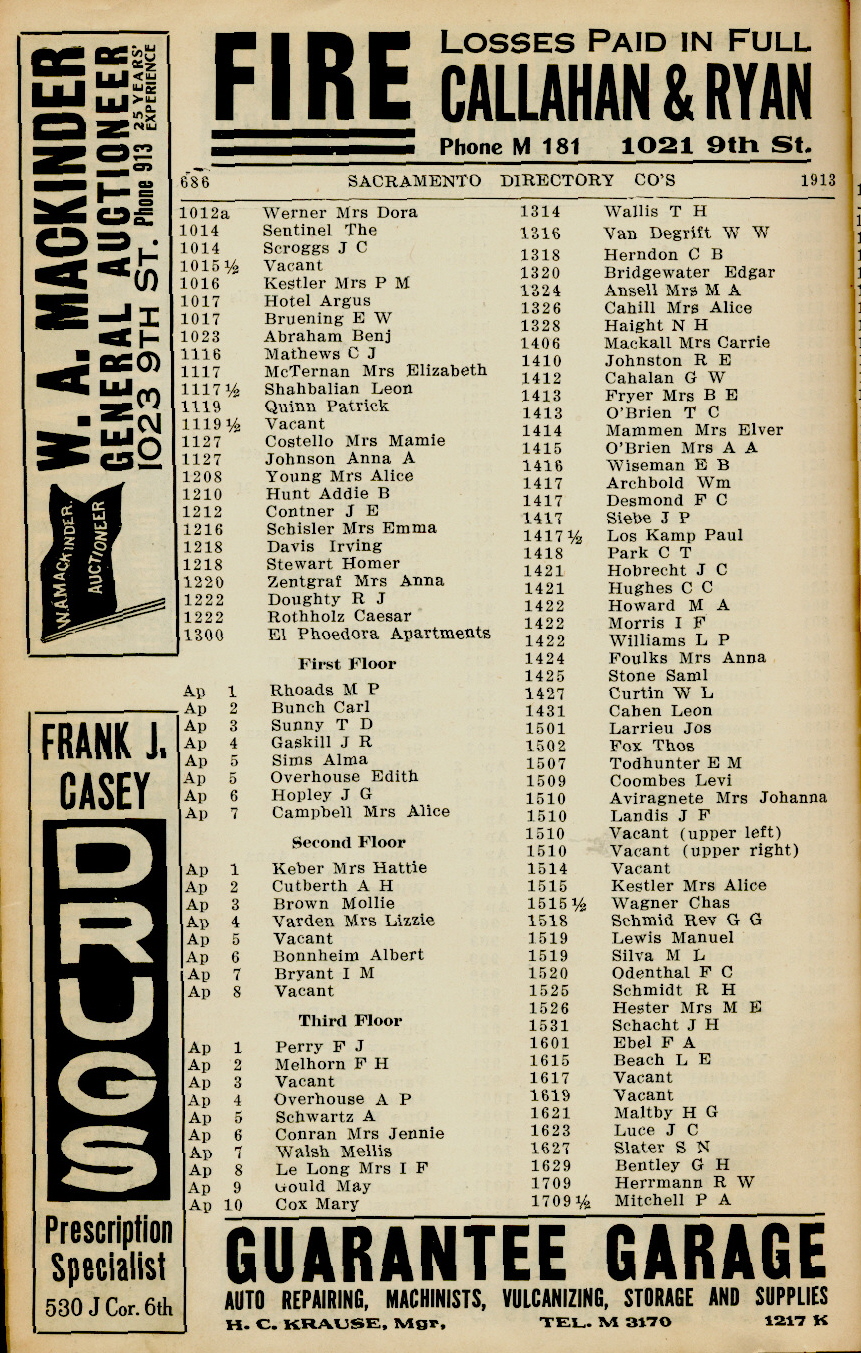 FIRE
LOSSES PAID IN FULL
CALLAHAN & RYAN
Phone M 181 1021 9th St.
W. A. MACKINDER
GENERAL AUCTIONEER
1023 9TH ST. Phone 913 25 YEARS' EXPERIENCE
W.A.MACKINDER.
AUCTIONEER
FRANK J.
CASEY
DRUGS
Prescription
Specialist
530 J Cor. 6th
686 SACRAMENTO DIRECTORY CO'S 1913
1012a Werner Mrs Dora
1014 Sentinel The
1014 Scroggs J C
1015½ Vacant
1016 Kestler Mrs P M
1017 Hotel Argus
1017 Bruening E W
1023 Abraham Benj
1116 Mathews C J
1117 McTernan Mrs Elizabeth
1117½ Shahbalian Leon
1119 Quinn Patrick
1119½ Vacant
1127 Costello Mrs Mamie
1127 Johnson Anna A
1208 Young Mrs Alice
1210 Hunt Addie B
1212 Contner J E
1216 Schisler Mrs Emma
1218 Davis Irving
1218 Stewart Homer
1220 Zentgraf Mrs Anna
1222 Doughty R J
1222 Rothholz Caesar
1300 El Phoedora Apartments
First Floor
Ap 1 Rhoads M P
Ap 2 Bunch Carl
Ap 3 Sunny T D
Ap 4 Gaskill J R
Ap 5 Sims Alma
Ap 5 Overhouse Edith
Ap 6 Hopley J G
Ap 7 Campbell Mrs Alice
Second Floor
Ap 1 Keber Mrs Hattie
Ap 2 Cutberth A H
Ap 3 Brown Mollie
Ap 4 Varden Mrs Lizzie
Ap 5 Vacant
Ap 6 Bonnheim Albert
Ap 7 Bryant I M
Ap 8 Vacant
Third Floor
Ap 1 Perry F J
Ap 2 Melhorn F H
Ap 3 Vacant
Ap 4 Overhouse A P
Ap 5 Schwartz A
Ap 6 Conran Mrs Jennie
Ap 7 Walsh Mellis
Ap 8 Le Long Mrs I F
Ap 9 Gould May
Ap 10 Cox Mary
1314 Wallis T H
1316 Van Degrift W W
1318 Herndon C B
1320 Bridgewater Edgar
1324 Ansell Mrs M A
1326 Cahill Mrs Alice
1328 Haight N H
1406 Mackall Mrs Carrie
1410 Johnston R E
1412 Cahalan G W
1413 Fryer Mrs B E
1413 O'Brien T C
1414 Mammen Mrs Elver
1415 O'Brien Mrs A A
1416 Wiseman E B
1417 Archbold Wm
1417 Desmond F C
1417 Siebe J P
1417½ Los Kamp Paul
1418 Park C T
1421 Hobrecht J C
1421 Hughes C C
1422 Howard M A
1422 Morris I F
1422 Williams L P
1424 Foulks Mrs Anna
1425 Stone Saml
1427 Curtin W L
1431 Cahen Leon
1501 Larrieu Jos
1502 Fox Thos
1507 Todhunter E M
1509 Coombes Levi
1510 Aviragnete Mrs Johanna
1510 Landis J F
1510 Vacant (upper left)
1510 Vacant (upper right)
1514 Vacant
1515 Kestler Mrs Alice
1515½ Wagner Chas
1518 Schmid Rev G G
1519 Lewis Manuel
1519 Silva M L
1520 Odenthal F C
1525 Schmidt R H
1526 Hester Mrs M E
1531 Schacht J H
1601 Ebel F A
1615 Beach L E
1617 Vacant
1619 Vacant
1621 Maltby H G
1623 Luce J C
1627 Slater S N
1629 Bentley G H
1709 Herrmann R W
1709½ Mitchell P A
GUARANTEE GARAGE
AUTO REPAIRING, MACHINISTS, VULCANIZING, STORAGE AND SUPPLIES
H. C. KRAUSE, Mgr, TEL. M 3170 1217 K